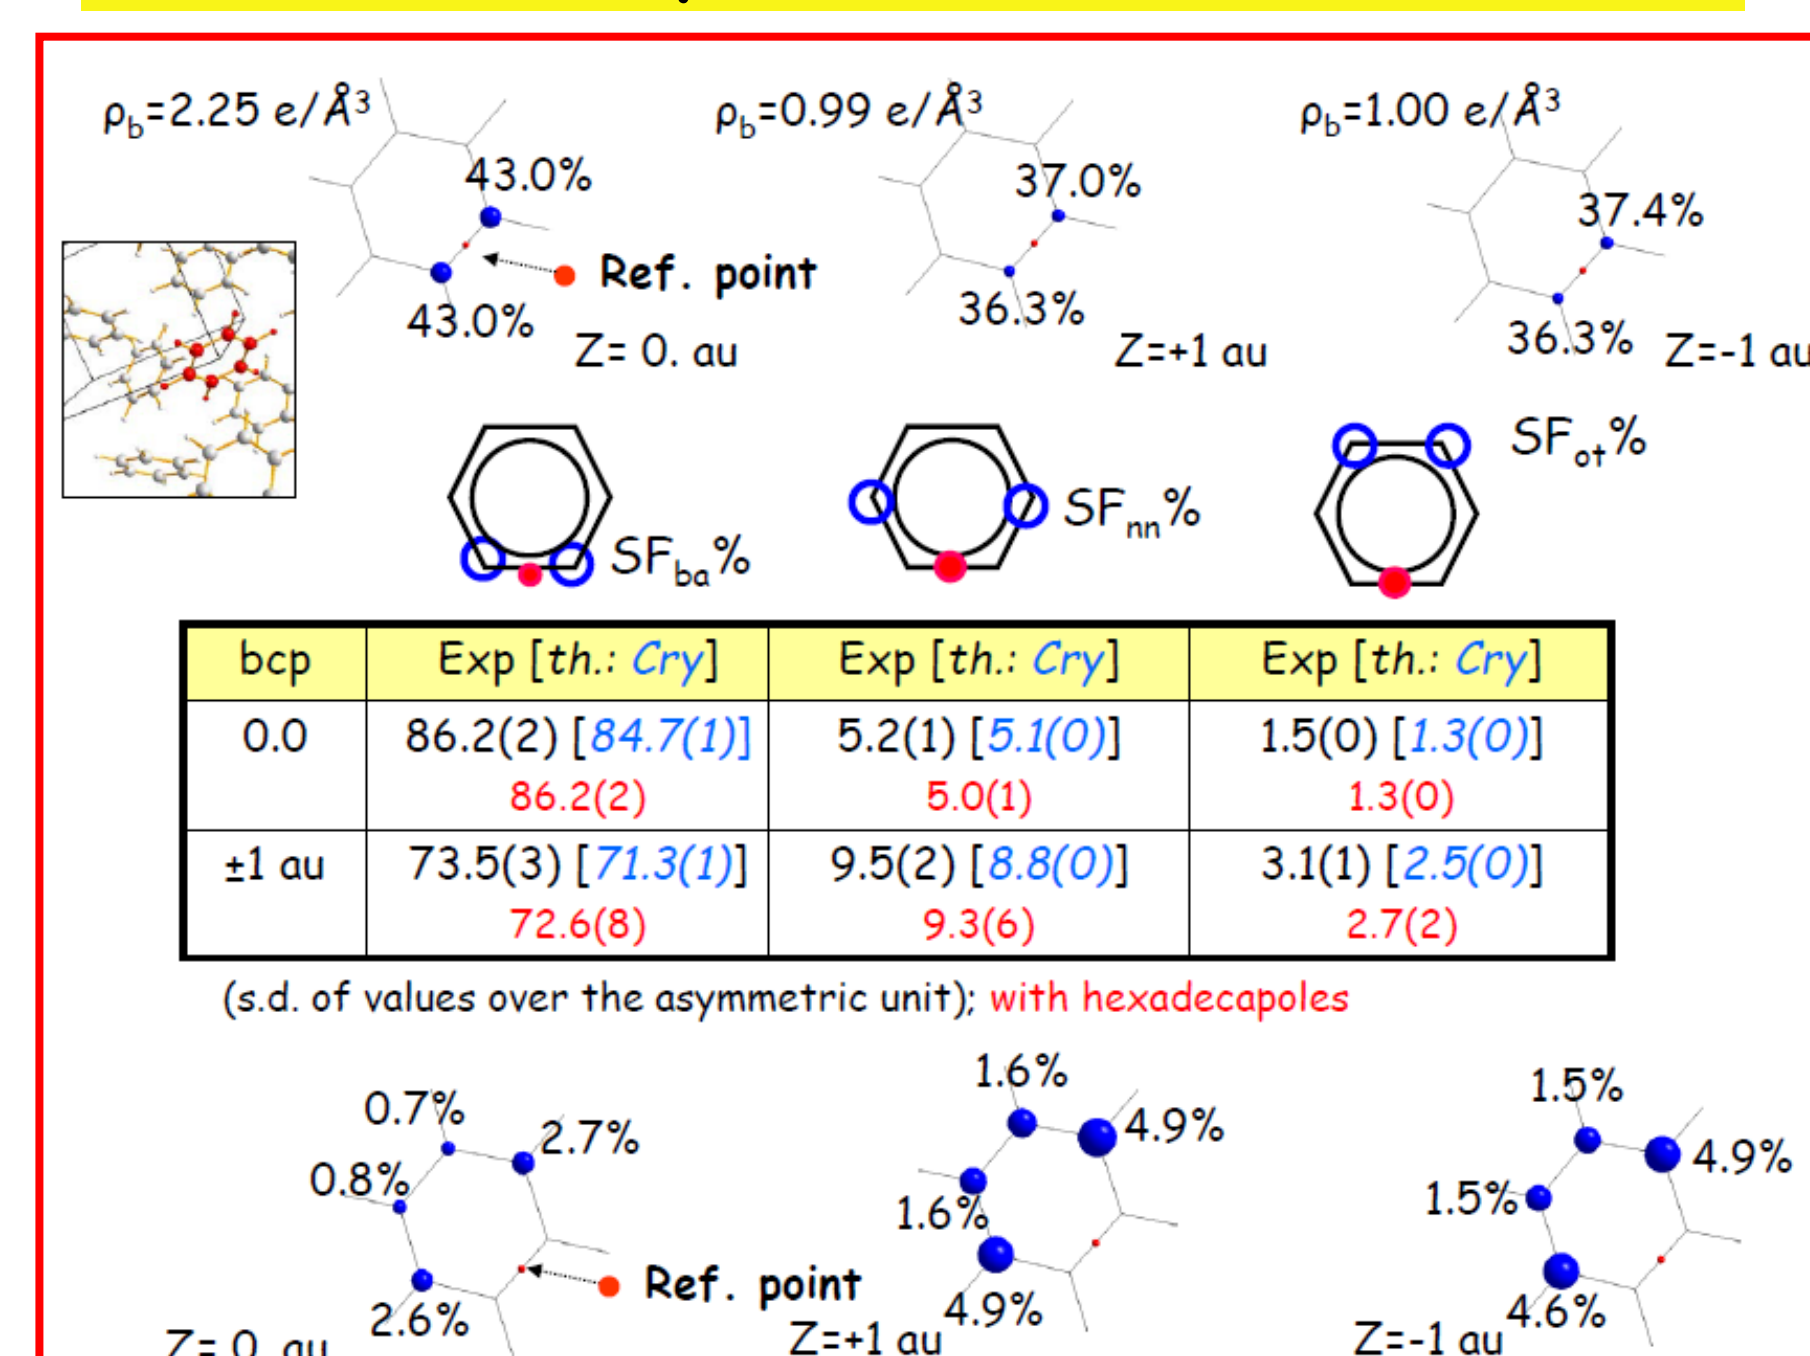 ρb=2.25 e/Å3
ρb=0.99 e/Å3
ρb=1.00 e/Å3
43.0%
37.0%
37.4%
Ref. point
43.0%
36.3%
36.3%
Z= 0. au
Z=+1 au
Z=-1 au
SFba%
SFnn%
SFot%
bcp Exp [th.: Cry] Exp [th.: Cry] Exp [th.: Cry]
0.0 86.2(2) [84.7(1)] 5.2(1) [5.1(0)] 1.5(0) [1.3(0)]
86.2(2) 5.0(1) 1.3(0)
±1 au 73.5(3) [71.3(1)] 9.5(2) [8.8(0)] 3.1(1) [2.5(0)]
72.6(8) 9.3(6) 2.7(2)
(s.d. of values over the asymmetric unit); with hexadecapoles
0.7%
2.7%
0.8%
2.6%
Ref. point
Z= 0 au
1.6%
4.9%
1.6%
4.9%
Z=+1 au
1.5%
4.9%
1.5%
4.6%
Z=-1 au